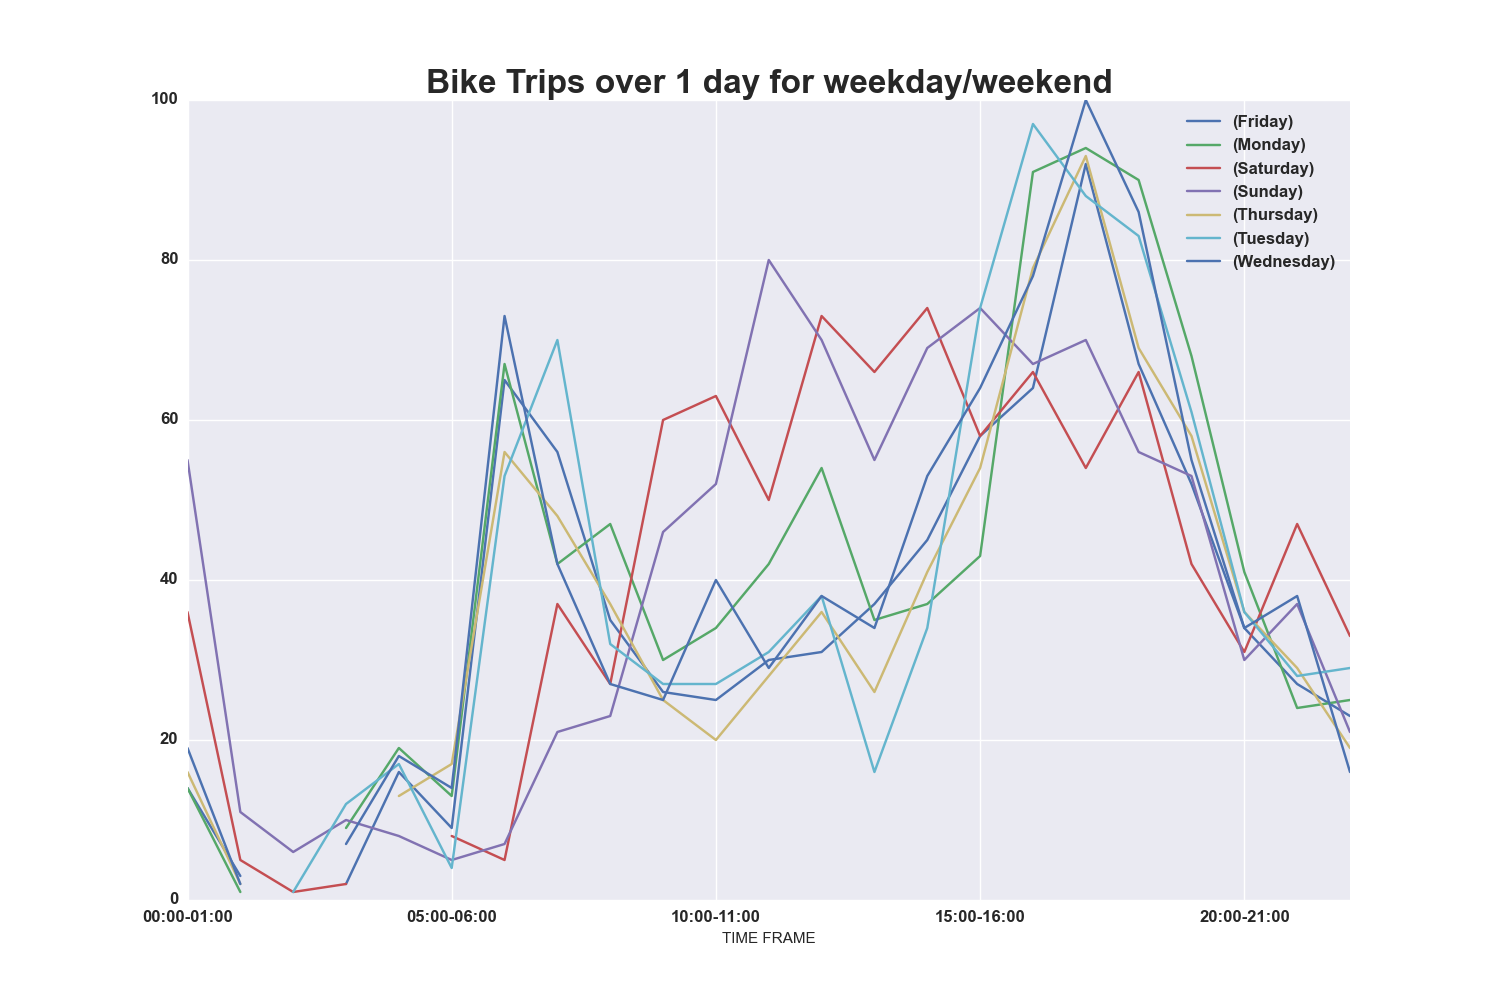 Bike Trips over 1 day for weekday/weekend
100
80
60
40
20
0
(Friday)
(Monday)
(Saturday)
(Sunday)
(Thursday)
(Tuesday)
(Wednesday)
00:00-01:00 05:00-06:00 10:00-11:00 15:00-16:00 20:00-21:00
TIME FRAME